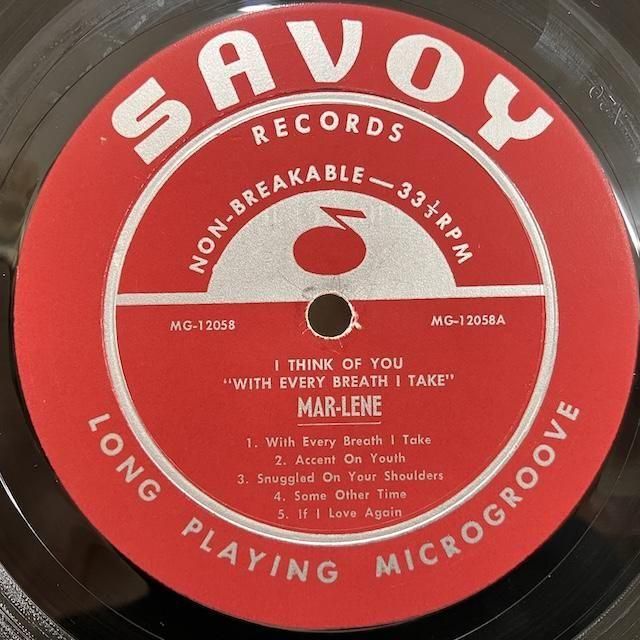 SAVOY
RECORDS
NON-BREAKABLE — 33⅓ RPM
MG-12058
MG-12058A
I THINK OF YOU
"WITH EVERY BREATH I TAKE"
MAR-LENE
1. With Every Breath I Take
2. Accent On Youth
3. Snuggled On Your Shoulders
4. Some Other Time
5. If I Love Again
LONG PLAYING MICROGROOVE